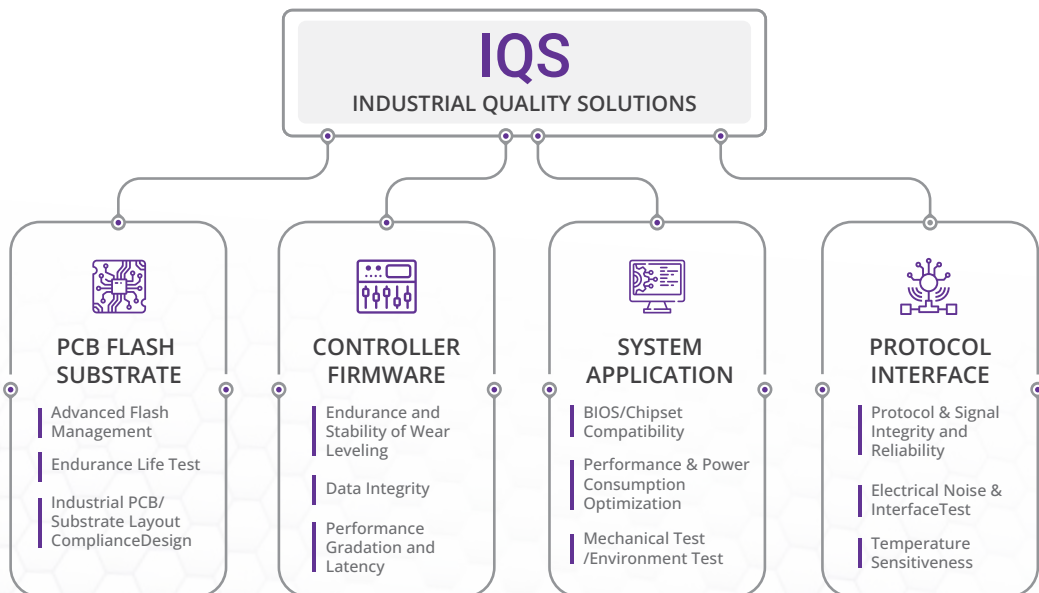 IQS
INDUSTRIAL QUALITY SOLUTIONS
PCB FLASH
SUBSTRATE
Advanced Flash
Management
Endurance Life Test
Industrial PCB/
Substrate Layout
ComplianceDesign
CONTROLLER
FIRMWARE
Endurance and
Stability of Wear
Leveling
Data Integrity
Performance
Gradation and
Latency
SYSTEM
APPLICATION
BIOS/Chipset
Compatibility
Performance & Power
Consumption
Optimization
Mechanical Test
/Environment Test
PROTOCOL
INTERFACE
Protocol & Signal
Integrity and
Reliability
Electrical Noise &
InterfaceTest
Temperature
Sensitiveness